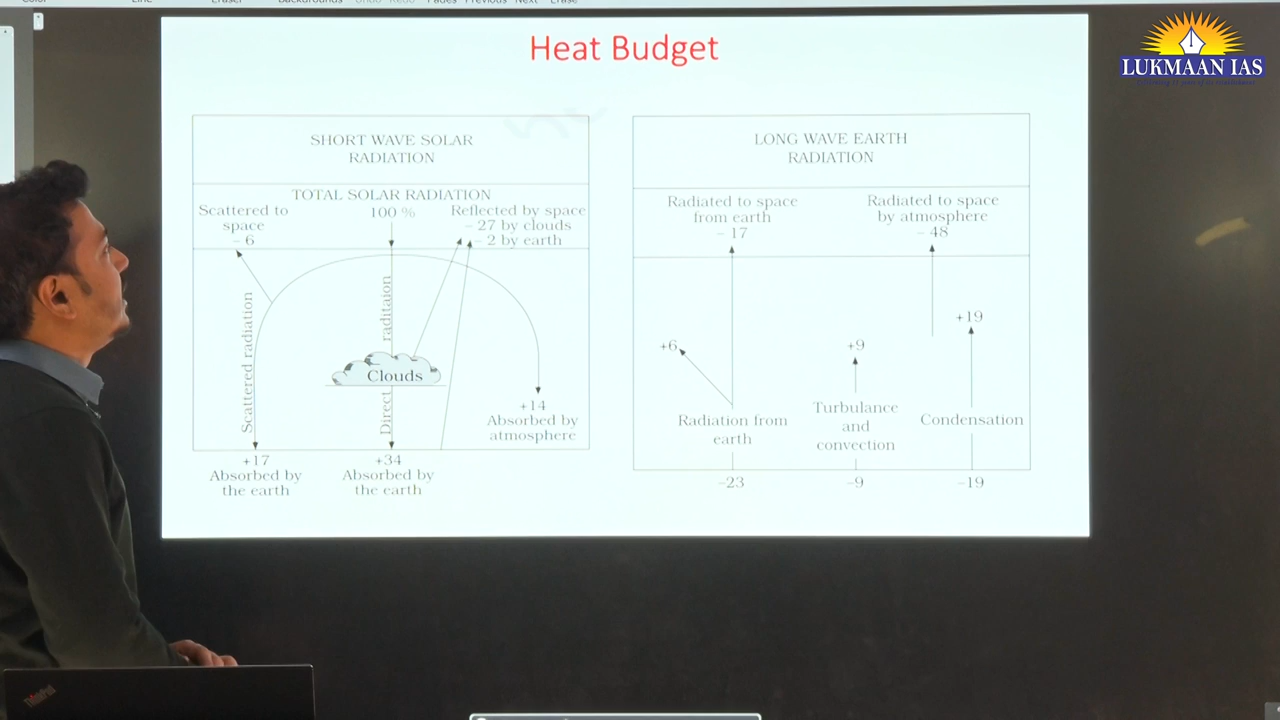 Heat Budget
LUKMAAN IAS
SHORT WAVE SOLAR
RADIATION
TOTAL SOLAR RADIATION
100 %
Scattered to
space
– 6
Reflected by space
– 27 by clouds
– 2 by earth
Scattered radiation
Direct raditaion
Clouds
+14
Absorbed by
atmosphere
+17
Absorbed by
the earth
+34
Absorbed by
the earth
LONG WAVE EARTH
RADIATION
Radiated to space
from earth
– 17
Radiated to space
by atmosphere
– 48
+6
+9
+19
Radiation from
earth
Turbulance
and
convection
Condensation
–23
–9
–19
ThinkPad